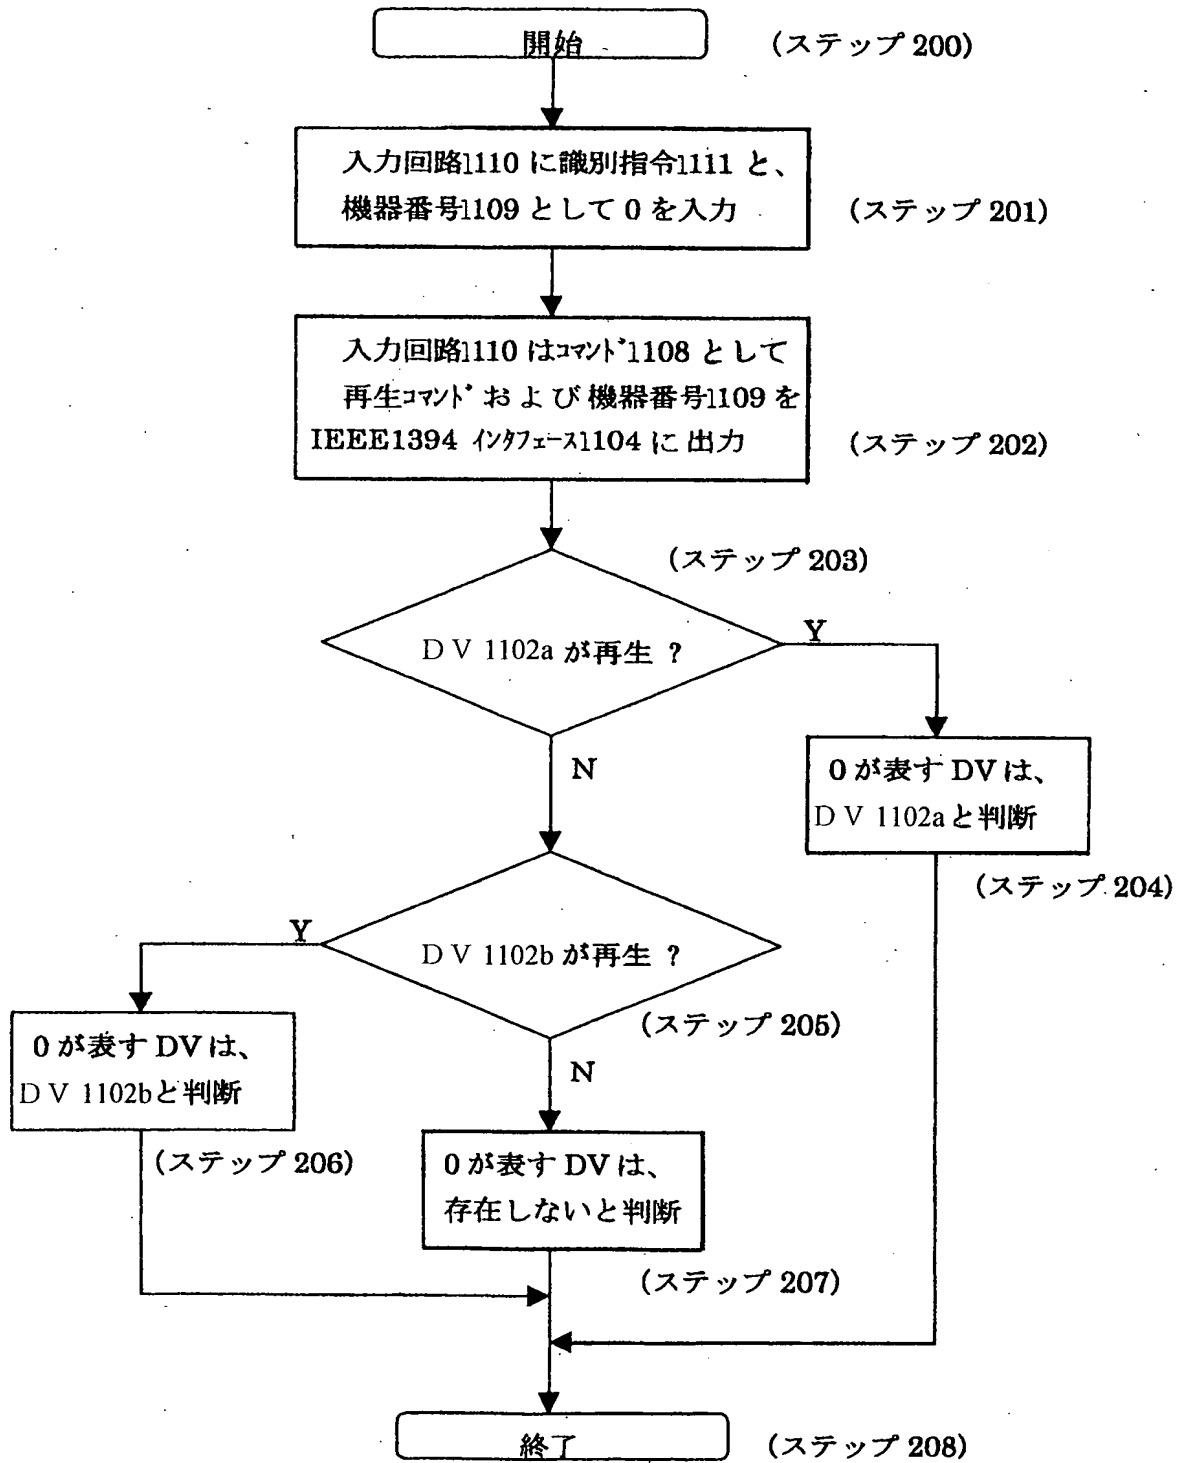 開始
(ステップ 200)
入力回路1110 に識別指令1111 と、
機器番号1109 として 0 を入力
(ステップ 201)
入力回路1110 はｺﾏﾝﾄﾞ1108 として
再生ｺﾏﾝﾄﾞおよび機器番号1109 を
IEEE1394 ｲﾝﾀﾌｪｰｽ1104 に出力
(ステップ 202)
(ステップ 203)
ＤＶ 1102a が再生？
Y
N
0 が表す DV は、
ＤＶ 1102a と判断
(ステップ 204)
ＤＶ 1102b が再生？
Y
(ステップ 205)
N
0 が表す DV は、
ＤＶ 1102b と判断
(ステップ 206)
0 が表す DV は、
存在しないと判断
(ステップ 207)
終了
(ステップ 208)